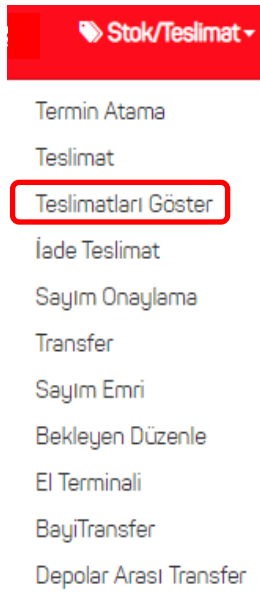 Stok/Teslimat
Termin Atama
Teslimat
Teslimatları Göster
İade Teslimat
Sayım Onaylama
Transfer
Sayım Emri
Bekleyen Düzenle
El Terminali
BayiTransfer
Depolar Arası Transfer